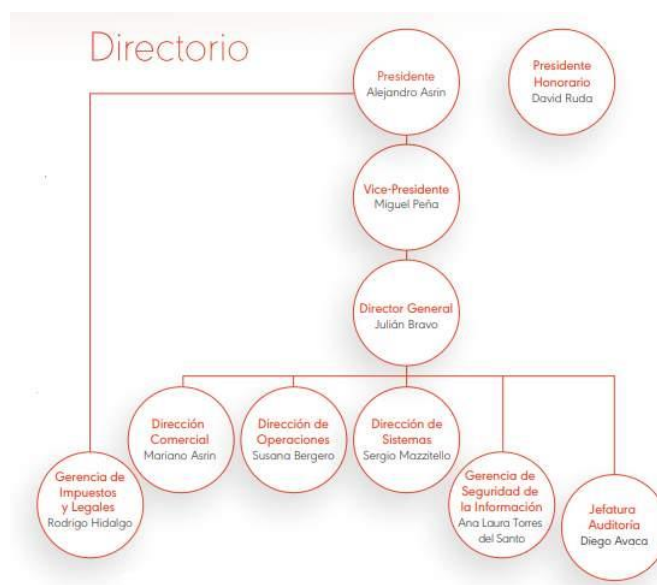 Directorio
Presidente
Alejandro Asrin
Presidente
Honorario
David Ruda
Vice-Presidente
Miguel Peña
Director General
Julián Bravo
Dirección
Comercial
Mariano Asrin
Dirección de
Operaciones
Susana Bergero
Dirección de
Sistemas
Sergio Mazzitello
Gerencia de
Impuestos
y Legales
Rodrigo Hidalgo
Gerencia de
Seguridad de
la Información
Ana Laura Torres
del Santo
Jefatura
Auditoría
Diego Avaca